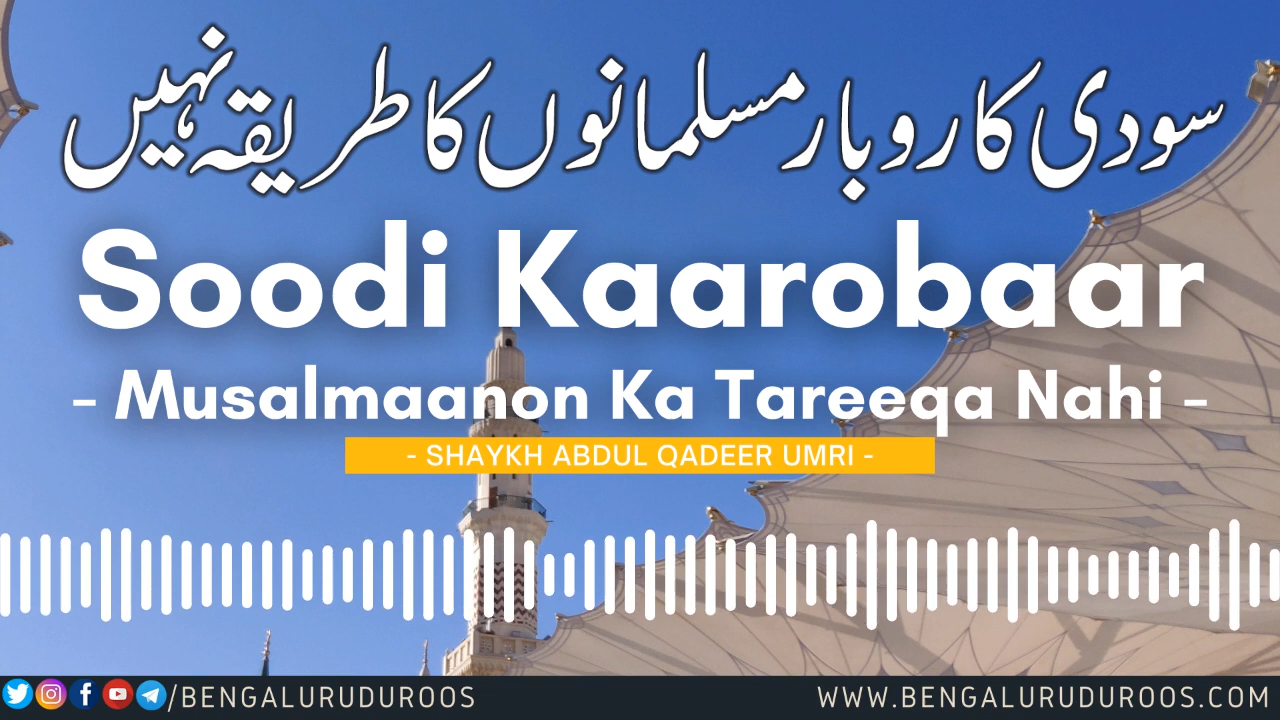 سودی کاروبار مسلمانوں کا طریقہ نہیں
Soodi Kaarobaar
- Musalmaanon Ka Tareeqa Nahi -
- SHAYKH ABDUL QADEER UMRI -
/BENGALURUDUROOS
WWW.BENGALURUDUROOS.COM